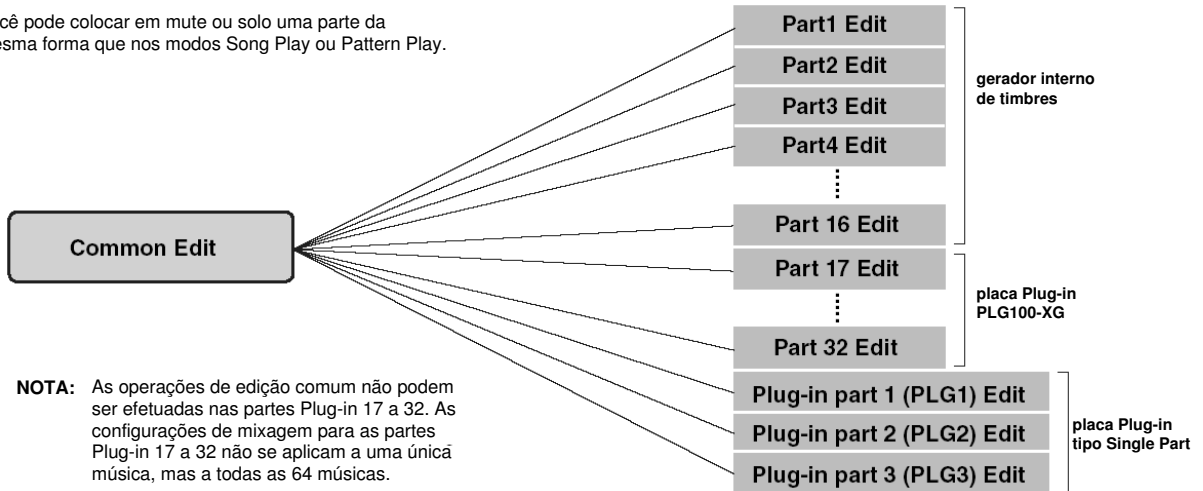 cê pode colocar em mute ou solo uma parte da
esma forma que nos modos Song Play ou Pattern Play.
Common Edit
Part1 Edit
Part2 Edit
Part3 Edit
Part4 Edit
Part 16 Edit
gerador interno
de timbres
Part 17 Edit
Part 32 Edit
placa Plug-in
PLG100-XG
Plug-in part 1 (PLG1) Edit
Plug-in part 2 (PLG2) Edit
Plug-in part 3 (PLG3) Edit
placa Plug-in
tipo Single Part
NOTA: As operações de edição comum não podem
ser efetuadas nas partes Plug-in 17 a 32. As
configurações de mixagem para as partes
Plug-in 17 a 32 não se aplicam a uma única
música, mas a todas as 64 músicas.